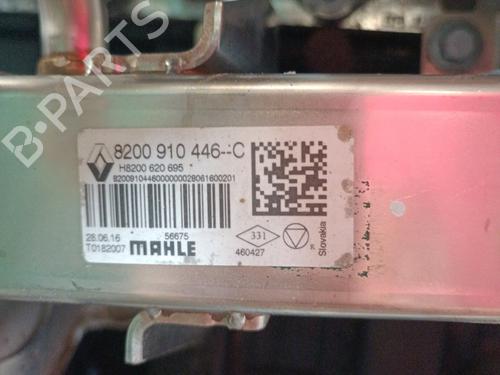 B-PARTS
8200 910 446--C
H8200 620 695
8200910446000000028061600201
28.06.16
56675
T0182007
MAHLE
331
460427
Slovakia